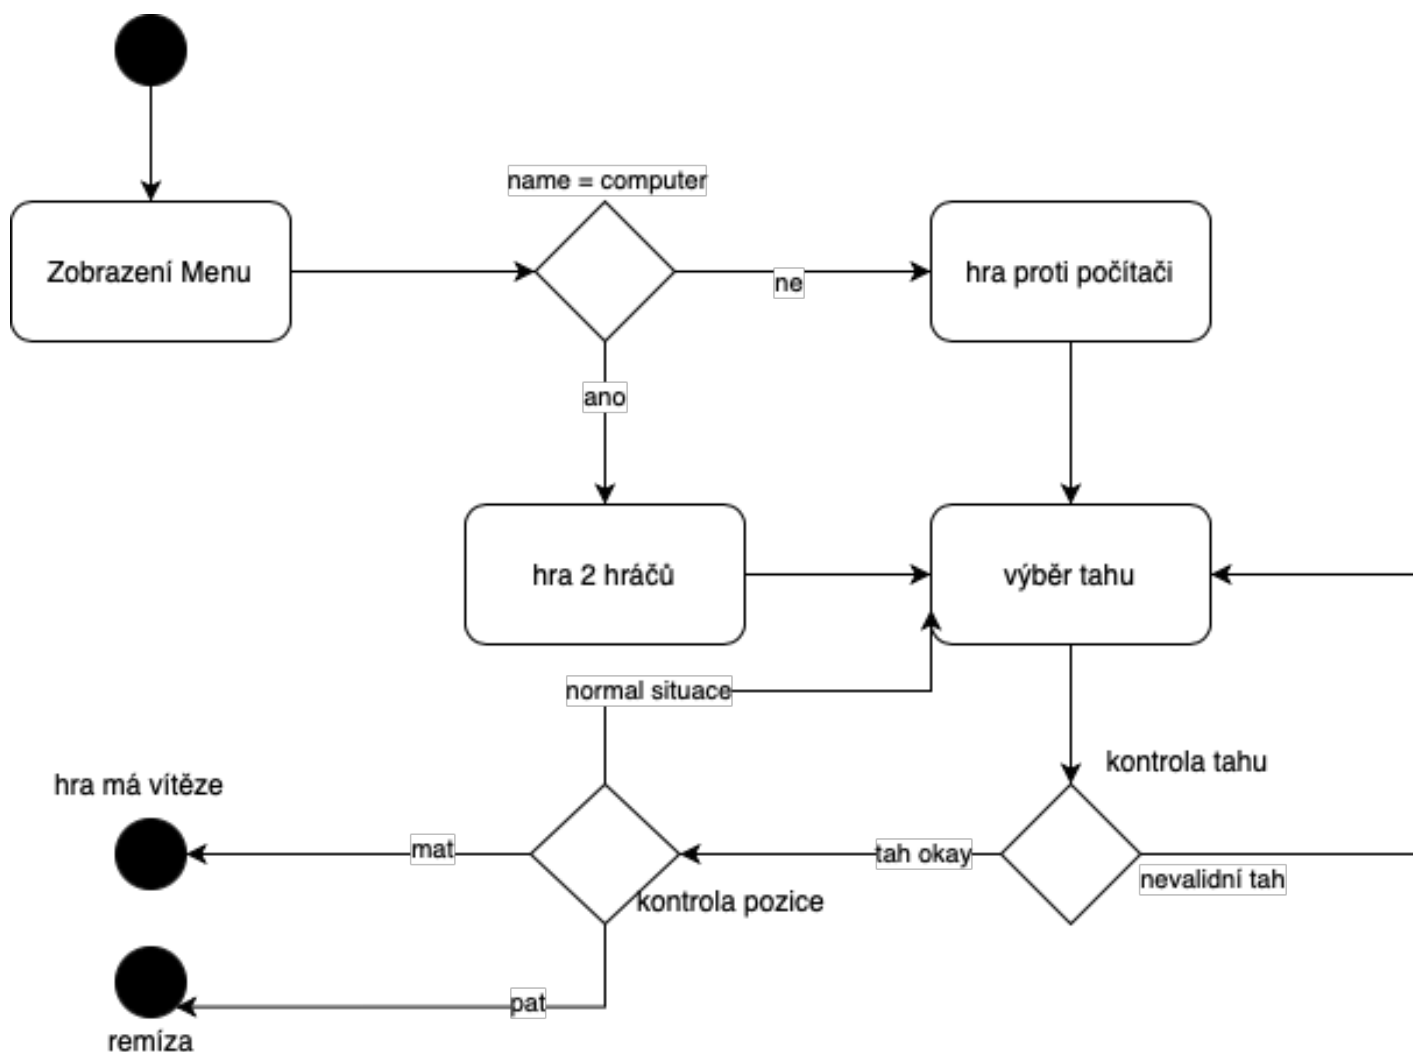 name = computer
Zobrazení Menu
ne
hra proti počítači
ano
hra 2 hráčů
výběr tahu
normal situace
kontrola tahu
hra má vítěze
mat
tah okay
nevalidní tah
kontrola pozice
pat
remíza